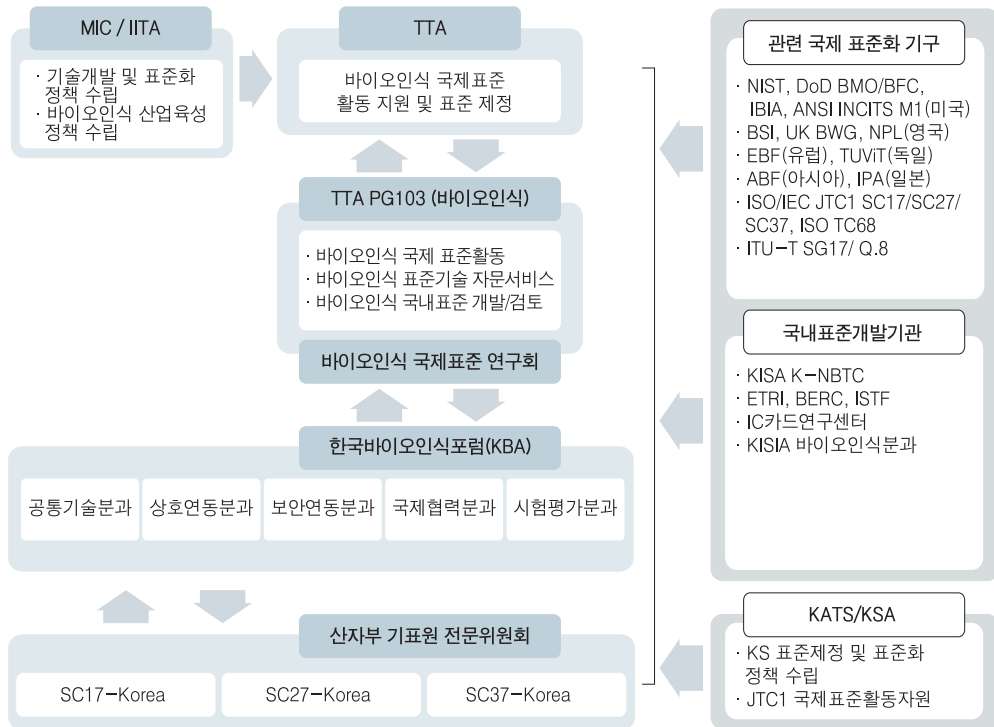 MIC / IITA
· 기술개발 및 표준화
정책 수립
· 바이오인식 산업육성
정책 수립
TTA
바이오인식 국제표준
활동 지원 및 표준 제정
TTA PG103 (바이오인식)
· 바이오인식 국제 표준활동
· 바이오인식 표준기술 자문서비스
· 바이오인식 국내표준 개발/검토
바이오인식 국제표준 연구회
한국바이오인식포럼(KBA)
공통기술분과
상호연동분과
보안연동분과
국제협력분과
시험평가분과
산자부 기표원 전문위원회
SC17-Korea
SC27-Korea
SC37-Korea
관련 국제 표준화 기구
· NIST, DoD BMO/BFC,
IBIA, ANSI INCITS M1(미국)
· BSI, UK BWG, NPL(영국)
· EBF(유럽), TUViT(독일)
· ABF(아시아), IPA(일본)
· ISO/IEC JTC1 SC17/SC27/
SC37, ISO TC68
· ITU-T SG17/ Q.8
국내표준개발기관
· KISA K-NBTC
· ETRI, BERC, ISTF
· IC카드연구센터
· KISIA 바이오인식분과
KATS/KSA
· KS 표준제정 및 표준화
정책 수립
· JTC1 국제표준활동자원